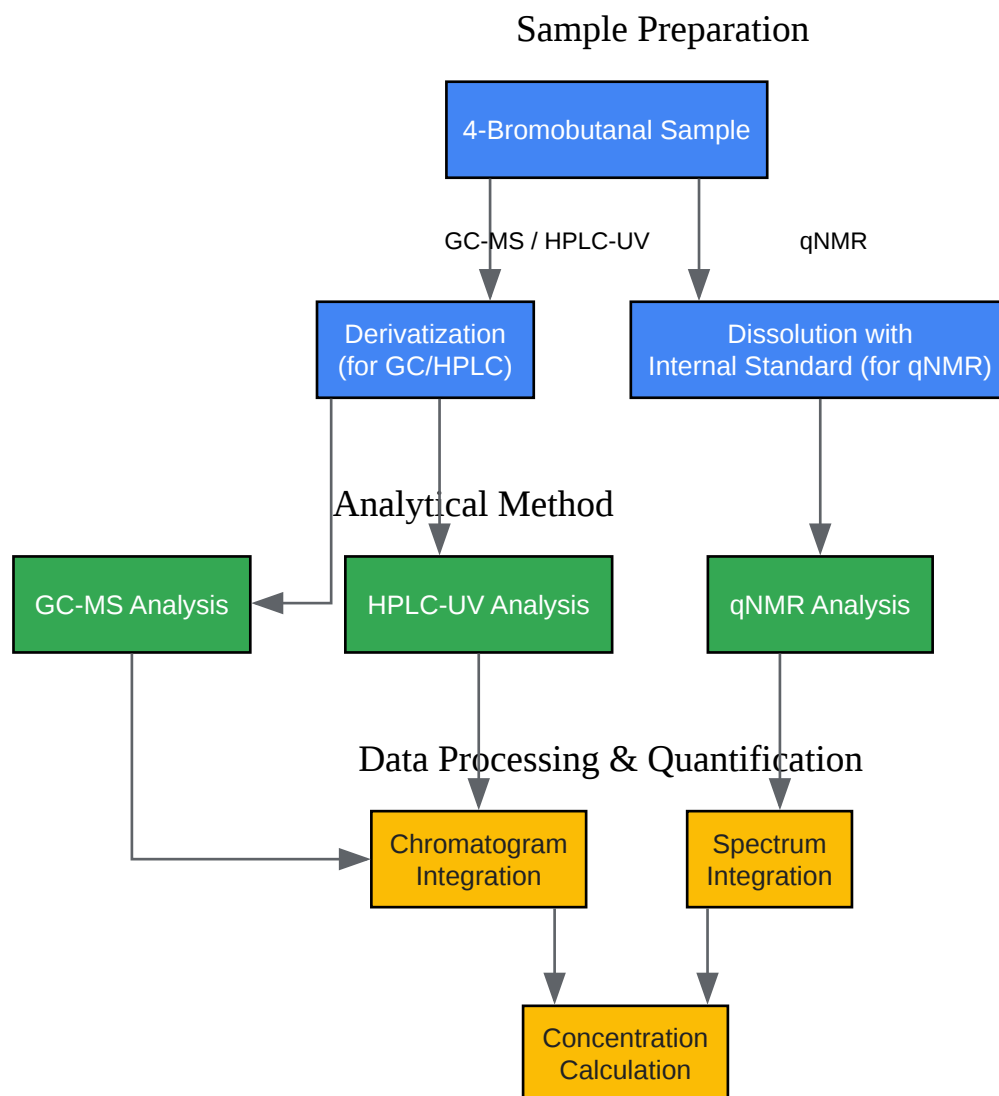 Sample Preparation
4-Bromobutanal Sample
GC-MS / HPLC-UV
qNMR
Derivatization
(for GC/HPLC)
Dissolution with
Internal Standard (for qNMR)
Analytical Method
GC-MS Analysis
HPLC-UV Analysis
qNMR Analysis
Data Processing & Quantification
Chromatogram
Integration
Spectrum
Integration
Concentration
Calculation